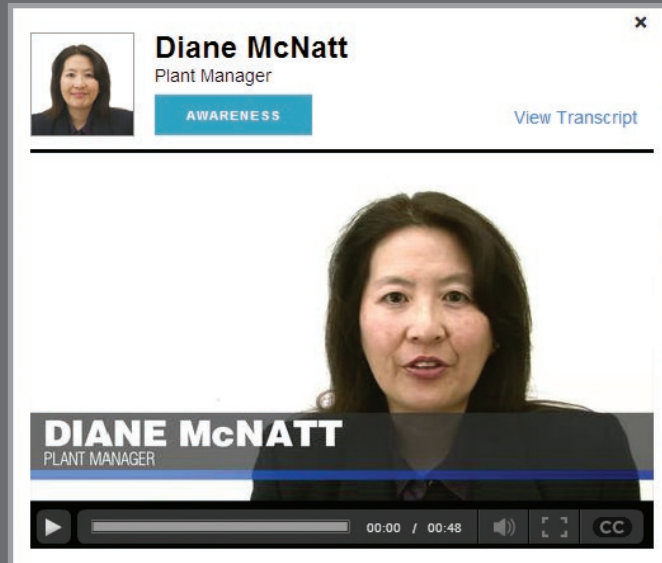 ×
Diane McNatt
Plant Manager
AWARENESS
View Transcript
DIANE McNATT
PLANT MANAGER
00:00 / 00:48
CC